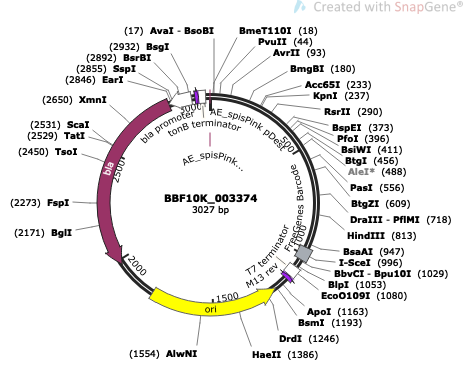 Created with SnapGene®
(17) AvaI - BsoBI
BmeT110I (18)
PvuII (44)
AvrII (93)
BmgBI (180)
Acc65I (233)
KpnI (237)
RsrII (290)
BspEI (373)
PfoI (396)
BsiWI (411)
BtgI (456)
AleI* (488)
PasI (556)
BtgZI (609)
DraIII - PflMI (718)
HindIII (813)
BsaAI (947)
I-SceI (996)
BbvCI - Bpu10I (1029)
BlpI (1053)
EcoO109I (1080)
ApoI (1163)
BsmI (1193)
DrdI (1246)
HaeII (1386)
(1554) AlwNI
(2171) BglI
(2273) FspI
(2450) TsoI
(2529) TatI
(2531) ScaI
(2650) XmnI
(2846) EarI
(2855) SspI
(2892) BsrBI
(2932) BsgI
3000
500
1000
1500
2000
2500
bla promoter
tonB terminator
AE_spisPink pDest
AE_spisPink...
FreeGenes Barcode
T7 terminator
M13 rev
ori
bla
BBF10K_003374
3027 bp